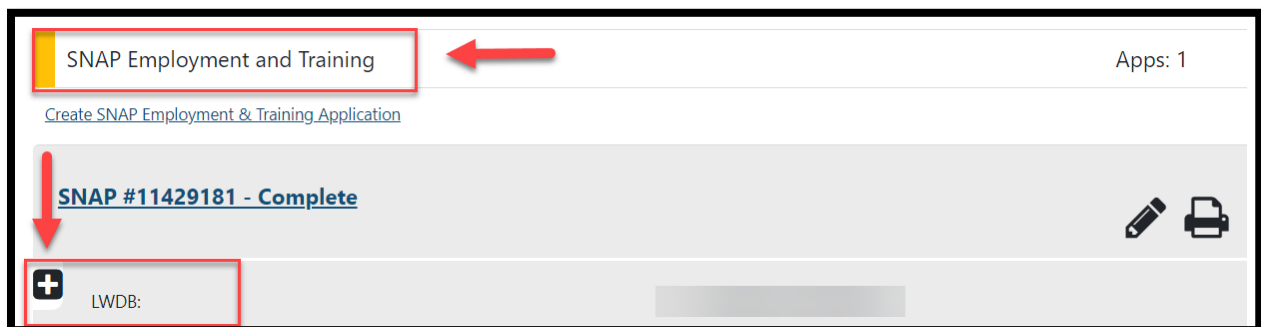 SNAP Employment and Training
Apps: 1
Create SNAP Employment & Training Application
SNAP #11429181 - Complete
LWDB: